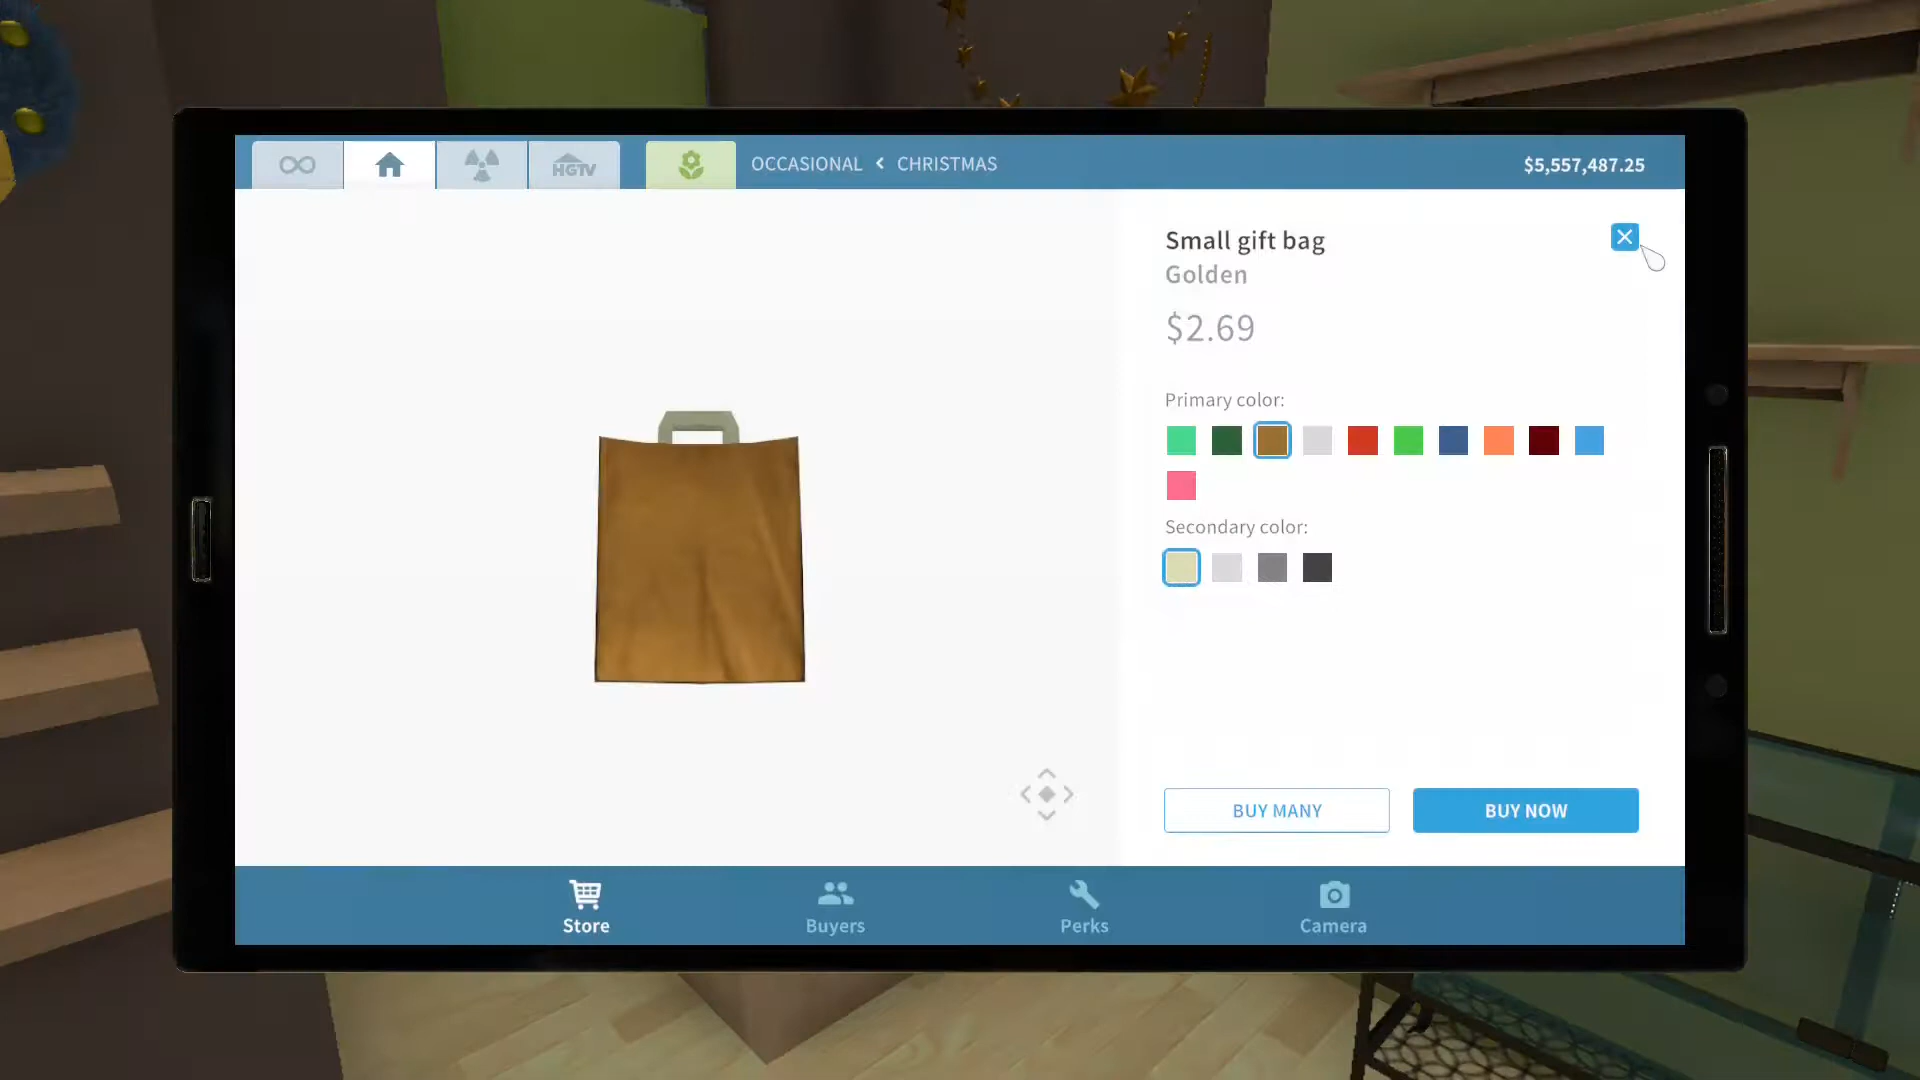 HGTV
OCCASIONAL < CHRISTMAS
$5,557,487.25
Small gift bag
Golden
$2.69
Primary color:
Secondary color:
BUY MANY
BUY NOW
Store
Buyers
Perks
Camera